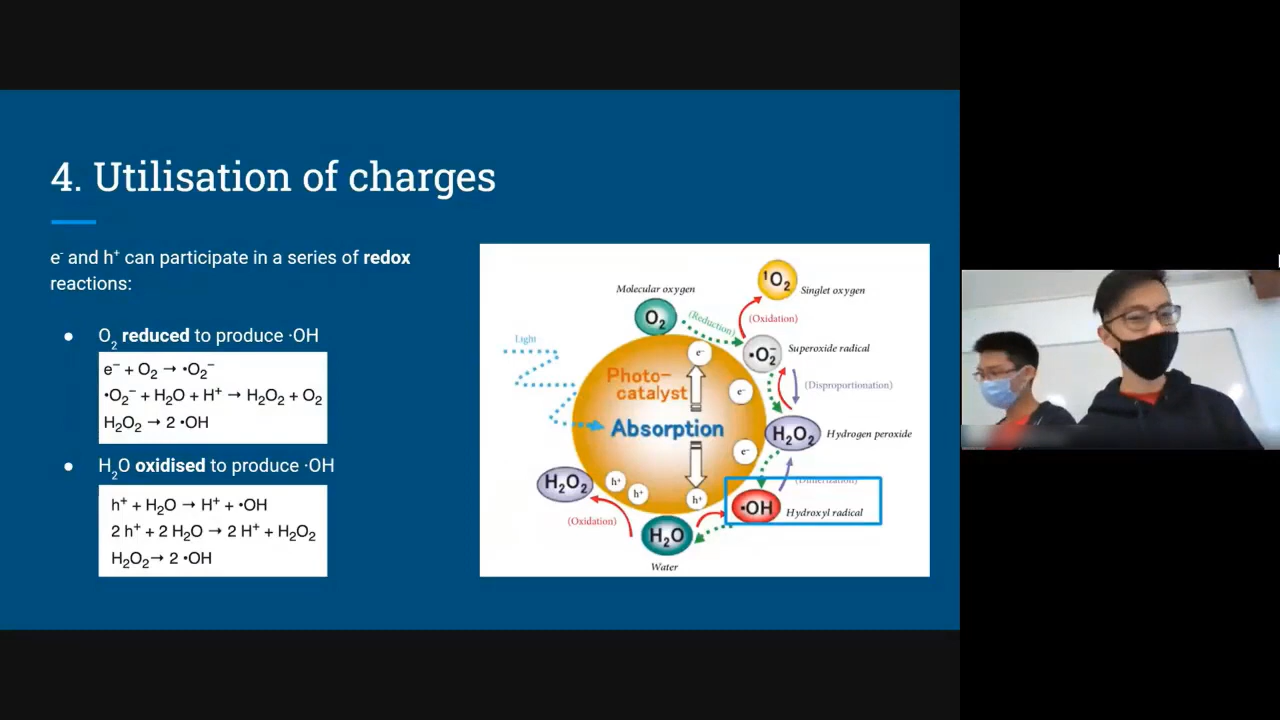 4. Utilisation of charges
e⁻ and h⁺ can participate in a series of redox
reactions:
● O₂ reduced to produce ·OH
e⁻ + O₂ → •O₂⁻
•O₂⁻ + H₂O + H⁺ → H₂O₂ + O₂
H₂O₂ → 2 •OH
● H₂O oxidised to produce ·OH
h⁺ + H₂O → H⁺ + •OH
2 h⁺ + 2 H₂O → 2 H⁺ + H₂O₂
H₂O₂→ 2 •OH
¹O₂
Singlet oxygen
Molecular oxygen
O₂
(Reduction)
(Oxidation)
Light
e⁻
•O₂⁻
Superoxide radical
Photo-
catalyst
e⁻
(Disproportionation)
Absorption
H₂O₂
Hydrogen peroxide
e⁻
H₂O₂
h⁺
h⁺
h⁺
(Dimerization)
•OH
Hydroxyl radical
(Oxidation)
H₂O
Water